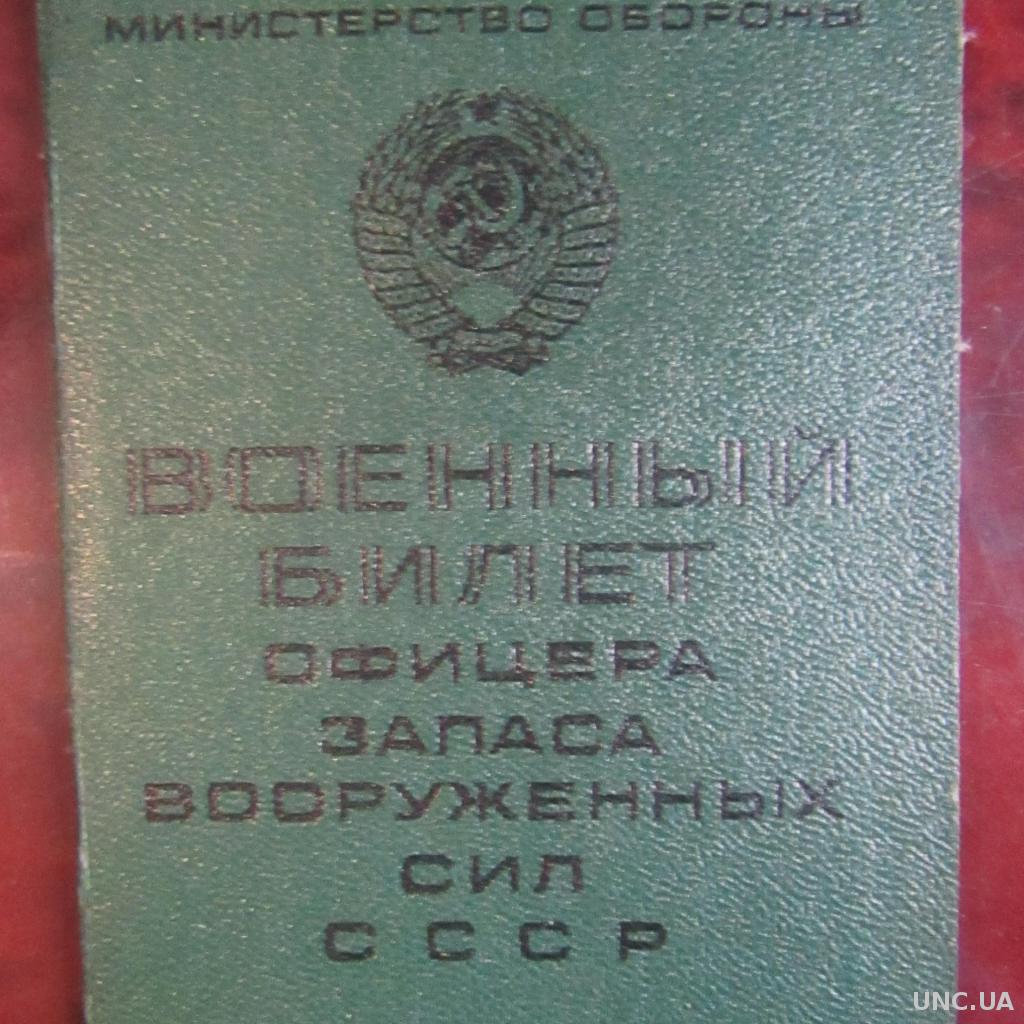 МИНИСТЕРСТВО ОБОРОНЫ
ВОЕННЫЙ
БИЛЕТ
ОФИЦЕРА
ЗАПАСА
ВООРУЖЕННЫХ
СИЛ
СССР
UNC.UA